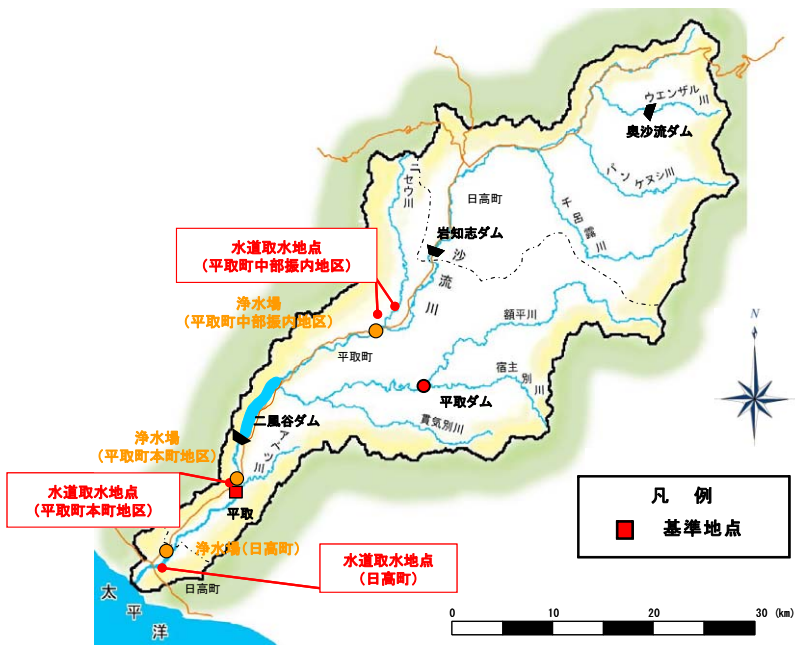 ウエンザル川
奥沙流ダム
パンケヌシ川
ニセウ川
日高町
千呂露川
水道取水地点
(平取町中部振内地区)
岩知志ダム
沙流川
浄水場
(平取町中部振内地区)
額平川
N
平取町
宿主別川
平取ダム
二風谷ダム
貫気別川
浄水場
(平取町本町地区)
アベツ川
水道取水地点
(平取町本町地区)
平取
凡 例
基準地点
浄水場(日高町)
水道取水地点
(日高町)
日高町
太平洋
0 10 20 30 (km)